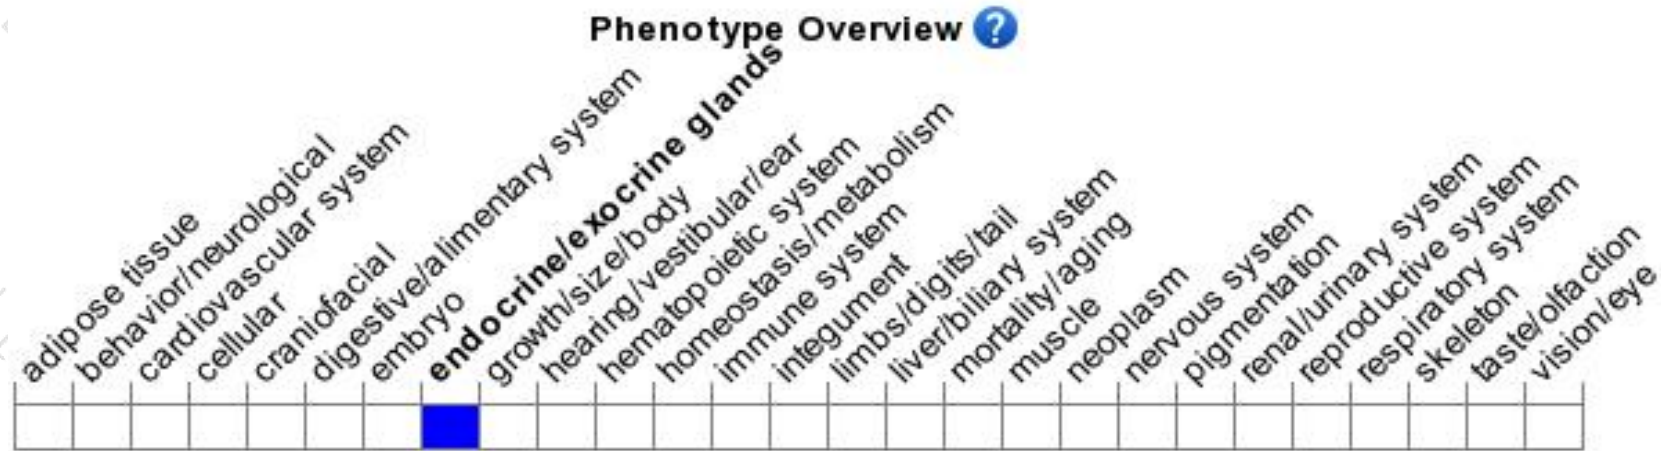 Phenotype Overview ?
adipose tissue
behavior/neurological
cardiovascular system
cellular
craniofacial
digestive/alimentary system
embryo
endocrine/exocrine glands
growth/size/body
hearing/vestibular/ear
hematopoietic system
homeostasis/metabolism
immune system
integument
limbs/digits/tail
liver/biliary system
mortality/aging
muscle
neoplasm
nervous system
pigmentation
renal/urinary system
reproductive system
respiratory system
skeleton
taste/olfaction
vision/eye